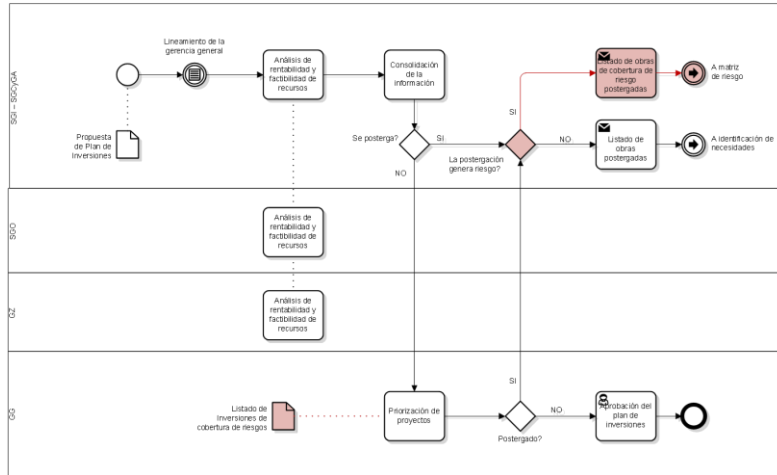 SGI – SGCyGA
Lineamiento de la
gerencia general
Propuesta
de Plan de
Inversiones
Análisis de
rentabilidad y
factibilidad de
recursos
Consolidación
de la
información
Se posterga?
SI
NO
La postergación
genera riesgo?
SI
NO
Listado de obras
de cobertura de
riesgo
postergadas
A matriz
de riesgo
Listado de
obras
postergadas
A identificación de
necesidades
SGO
Análisis de
rentabilidad y
factibilidad de
recursos
GZ
Análisis de
rentabilidad y
factibilidad de
recursos
GG
Listado de
Inversiones de
cobertura de riesgos
Priorización de
proyectos
SI
NO
Postergado?
Aprobación del
plan de
inversiones